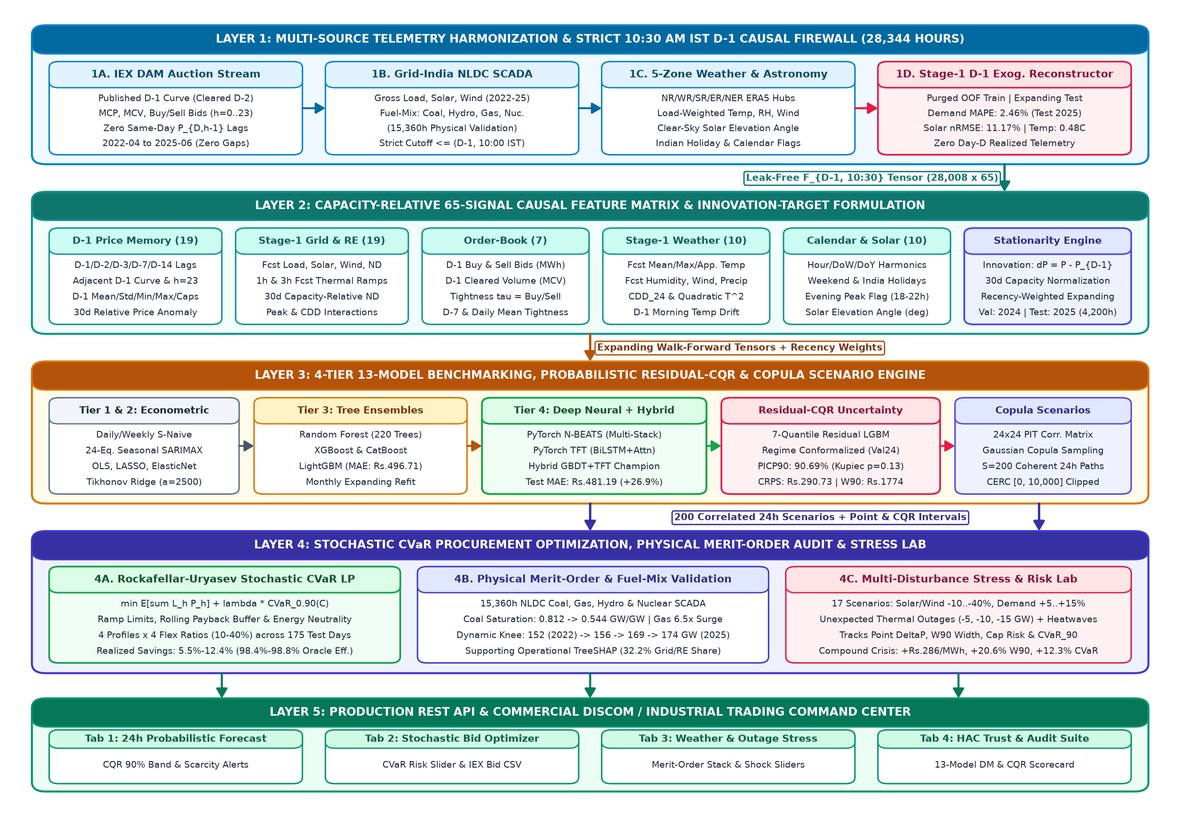 LAYER 1: MULTI-SOURCE TELEMETRY HARMONIZATION & STRICT 10:30 AM IST D-1 CAUSAL FIREWALL (28,344 HOURS)
1A. IEX DAM Auction Stream
Published D-1 Curve (Cleared D-2)
MCP, MCV, Buy/Sell Bids (h=0..23)
Zero Same-Day P_{D,h-1} Lags
2022-04 to 2025-06 (Zero Gaps)
1B. Grid-India NLDC SCADA
Gross Load, Solar, Wind (2022-25)
Fuel-Mix: Coal, Hydro, Gas, Nuc.
(15,360h Physical Validation)
Strict Cutoff <= (D-1, 10:00 IST)
1C. 5-Zone Weather & Astronomy
NR/WR/SR/ER/NER ERA5 Hubs
Load-Weighted Temp, RH, Wind
Clear-Sky Solar Elevation Angle
Indian Holiday & Calendar Flags
1D. Stage-1 D-1 Exog. Reconstructor
Purged OOF Train | Expanding Test
Demand MAPE: 2.46% (Test 2025)
Solar nRMSE: 11.17% | Temp: 0.48C
Zero Day-D Realized Telemetry
Leak-Free F_{D-1, 10:30} Tensor (28,008 x 65)
LAYER 2: CAPACITY-RELATIVE 65-SIGNAL CAUSAL FEATURE MATRIX & INNOVATION-TARGET FORMULATION
D-1 Price Memory (19)
D-1/D-2/D-3/D-7/D-14 Lags
Adjacent D-1 Curve & h=23
D-1 Mean/Std/Min/Max/Caps
30d Relative Price Anomaly
Stage-1 Grid & RE (19)
Fcst Load, Solar, Wind, ND
1h & 3h Fcst Thermal Ramps
30d Capacity-Relative ND
Peak & CDD Interactions
Order-Book (7)
D-1 Buy & Sell Bids (MWh)
D-1 Cleared Volume (MCV)
Tightness tau = Buy/Sell
D-7 & Daily Mean Tightness
Stage-1 Weather (10)
Fcst Mean/Max/App. Temp
Fcst Humidity, Wind, Precip
CDD_24 & Quadratic T^2
D-1 Morning Temp Drift
Calendar & Solar (10)
Hour/DoW/DoY Harmonics
Weekend & India Holidays
Evening Peak Flag (18-22h)
Solar Elevation Angle (deg)
Stationarity Engine
Innovation: dP = P - P_{D-1}
30d Capacity Normalization
Recency-Weighted Expanding
Val: 2024 | Test: 2025 (4,200h)
Expanding Walk-Forward Tensors + Recency Weights
LAYER 3: 4-TIER 13-MODEL BENCHMARKING, PROBABILISTIC RESIDUAL-CQR & COPULA SCENARIO ENGINE
Tier 1 & 2: Econometric
Daily/Weekly S-Naive
24-Eq. Seasonal SARIMAX
OLS, LASSO, ElasticNet
Tikhonov Ridge (a=2500)
Tier 3: Tree Ensembles
Random Forest (220 Trees)
XGBoost & CatBoost
LightGBM (MAE: Rs.496.71)
Monthly Expanding Refit
Tier 4: Deep Neural + Hybrid
PyTorch N-BEATS (Multi-Stack)
PyTorch TFT (BiLSTM+Attn)
Hybrid GBDT+TFT Champion
Test MAE: Rs.481.19 (+26.9%)
Residual-CQR Uncertainty
7-Quantile Residual LGBM
Regime Conformalized (Val24)
PICP90: 90.69% (Kupiec p=0.13)
CRPS: Rs.290.73 | W90: Rs.1774
Copula Scenarios
24x24 PIT Corr. Matrix
Gaussian Copula Sampling
S=200 Coherent 24h Paths
CERC [0, 10,000] Clipped
200 Correlated 24h Scenarios + Point & CQR Intervals
LAYER 4: STOCHASTIC CVaR PROCUREMENT OPTIMIZATION, PHYSICAL MERIT-ORDER AUDIT & STRESS LAB
4A. Rockafellar-Uryasev Stochastic CVaR LP
min E[sum L_h P_h] + lambda * CVaR_0.90(C)
Ramp Limits, Rolling Payback Buffer & Energy Neutrality
4 Profiles x 4 Flex Ratios (10-40%) across 175 Test Days
Realized Savings: 5.5%-12.4% (98.4%-98.8% Oracle Eff.)
4B. Physical Merit-Order & Fuel-Mix Validation
15,360h NLDC Coal, Gas, Hydro & Nuclear SCADA
Coal Saturation: 0.812 -> 0.544 GW/GW | Gas 6.5x Surge
Dynamic Knee: 152 (2022) -> 156 -> 169 -> 174 GW (2025)
Supporting Operational TreeSHAP (32.2% Grid/RE Share)
4C. Multi-Disturbance Stress & Risk Lab
17 Scenarios: Solar/Wind -10..-40%, Demand +5..+15%
Unexpected Thermal Outages (-5, -10, -15 GW) + Heatwaves
Tracks Point DeltaP, W90 Width, Cap Risk & CVaR_90
Compound Crisis: +Rs.286/MWh, +20.6% W90, +12.3% CVaR
LAYER 5: PRODUCTION REST API & COMMERCIAL DISCOM / INDUSTRIAL TRADING COMMAND CENTER
Tab 1: 24h Probabilistic Forecast
CQR 90% Band & Scarcity Alerts
Tab 2: Stochastic Bid Optimizer
CVaR Risk Slider & IEX Bid CSV
Tab 3: Weather & Outage Stress
Merit-Order Stack & Shock Sliders
Tab 4: HAC Trust & Audit Suite
13-Model DM & CQR Scorecard